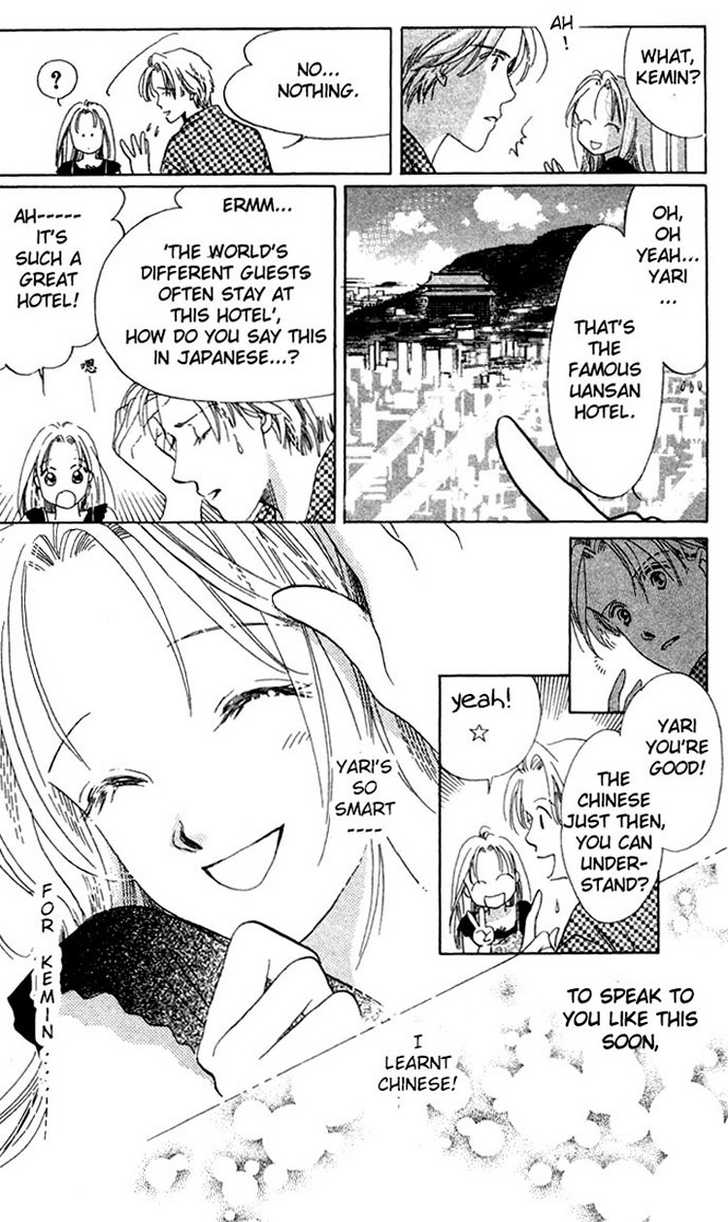 WHAT,
KEMIN?
AH
!
NO...
NOTHING.
?
OH,
OH
YEAH...
YARI
...
THAT'S
THE
FAMOUS
UANSAN
HOTEL.
ERMM...
'THE WORLD'S
DIFFERENT GUESTS
OFTEN STAY AT
THIS HOTEL',
HOW DO YOU SAY THIS
IN JAPANESE...?
AH-----
IT'S
SUCH A
GREAT
HOTEL!
嗯
YARI
YOU'RE
GOOD!
THE
CHINESE
JUST THEN,
YOU CAN
UNDER-
STAND?
yeah!
☆
YARI'S
SO
SMART
----
TO SPEAK TO
YOU LIKE THIS
SOON,
I
LEARNT
CHINESE!
FOR KEMIN...